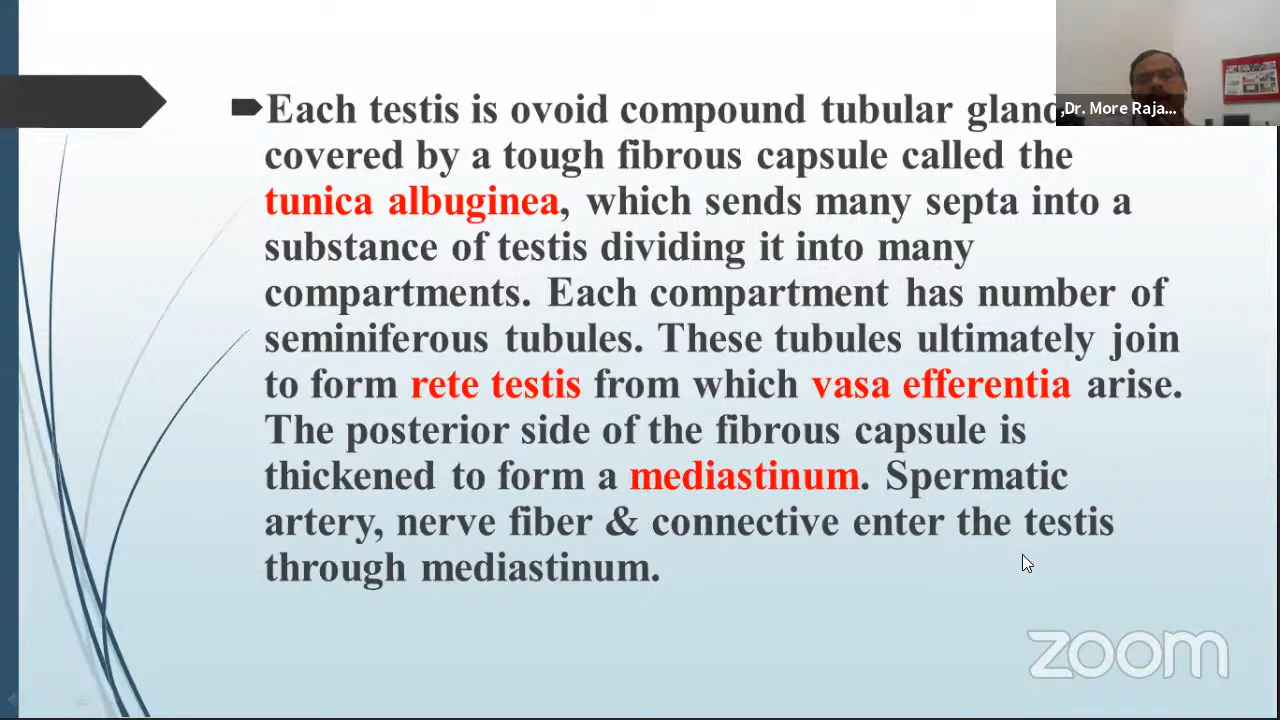 Each testis is ovoid compound tubular gland
covered by a tough fibrous capsule called the
tunica albuginea, which sends many septa into a
substance of testis dividing it into many
compartments. Each compartment has number of
seminiferous tubules. These tubules ultimately join
to form rete testis from which vasa efferentia arise.
The posterior side of the fibrous capsule is
thickened to form a mediastinum. Spermatic
artery, nerve fiber & connective enter the testis
through mediastinum.
,Dr. More Raja...
zoom